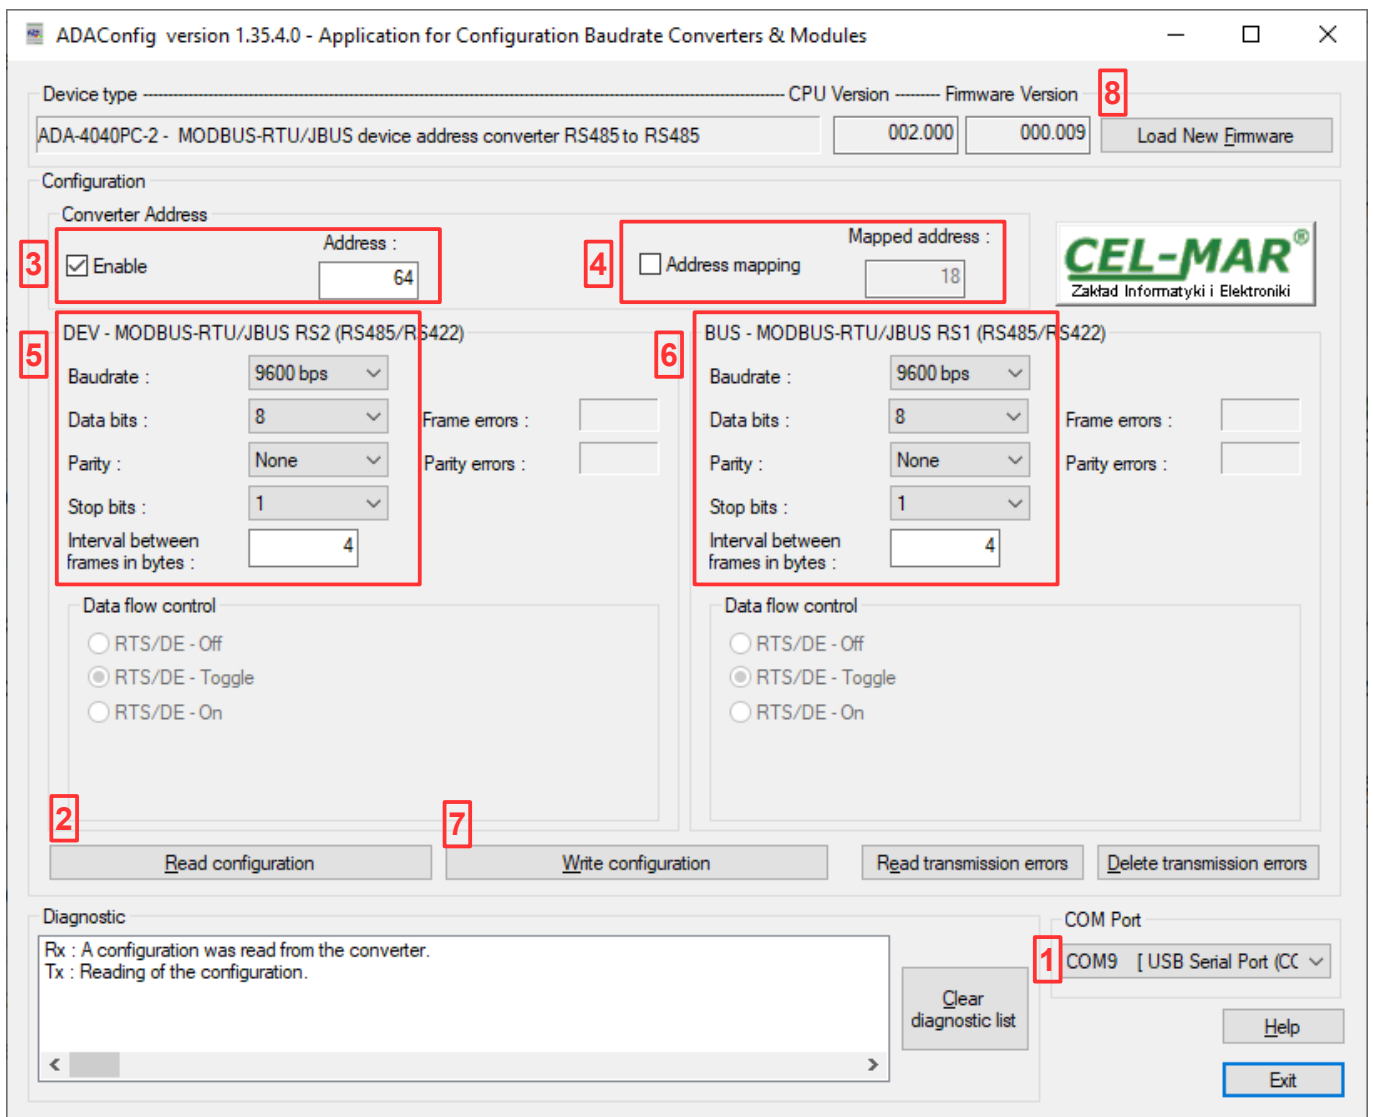 ADAConfig version 1.35.4.0 - Application for Configuration Baudrate Converters & Modules
Device type CPU Version Firmware Version 8
ADA-4040PC-2 - MODBUS-RTU/JBUS device address converter RS485 to RS485 002.000 000.009 Load New Firmware
Configuration
Converter Address
3 Enable Address : 64
4 Address mapping Mapped address : 18
CEL-MAR®
Zakład Informatyki i Elektroniki
5 DEV - MODBUS-RTU/JBUS RS2 (RS485/RS422)
Baudrate : 9600 bps
Data bits : 8 Frame errors :
Parity : None Parity errors :
Stop bits : 1
Interval between
frames in bytes : 4
Data flow control
RTS/DE - Off
RTS/DE - Toggle
RTS/DE - On
6 BUS - MODBUS-RTU/JBUS RS1 (RS485/RS422)
Baudrate : 9600 bps
Data bits : 8 Frame errors :
Parity : None Parity errors :
Stop bits : 1
Interval between
frames in bytes : 4
Data flow control
RTS/DE - Off
RTS/DE - Toggle
RTS/DE - On
2 Read configuration
7 Write configuration
Read transmission errors
Delete transmission errors
Diagnostic
Rx : A configuration was read from the converter.
Tx : Reading of the configuration.
Clear
diagnostic list
COM Port
1 COM9 [ USB Serial Port (CC
Help
Exit